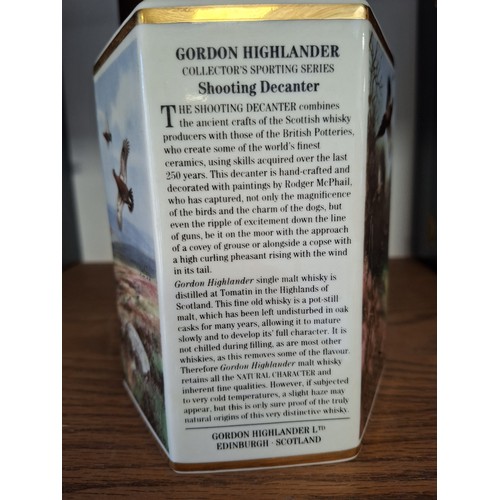 GORDON HIGHLANDER
COLLECTOR'S SPORTING SERIES
Shooting Decanter
THE SHOOTING DECANTER combines
the ancient crafts of the Scottish whisky
producers with those of the British Potteries,
who create some of the world's finest
ceramics, using skills acquired over the last
250 years. This decanter is hand-crafted and
decorated with paintings by Rodger McPhail,
who has captured, not only the magnificence
of the birds and the charm of the dogs, but
even the ripple of excitement down the line
of guns, be it on the moor with the approach
of a covey of grouse or alongside a copse with
a high curling pheasant rising with the wind
in its tail.
Gordon Highlander single malt whisky is
distilled at Tomatin in the Highlands of
Scotland. This fine old whisky is a pot-still
malt, which has been left undisturbed in oak
casks for many years, allowing it to mature
slowly and to develop its' full character. It is
not chilled during filling, as are most other
whiskies, as this removes some of the flavour.
Therefore Gordon Highlander malt whisky
retains all the NATURAL CHARACTER and
inherent fine qualities. However, if subjected
to very cold temperatures, a slight haze may
appear, but this is only sure proof of the truly
natural origins of this very distinctive whisky.
GORDON HIGHLANDER LTD
EDINBURGH · SCOTLAND